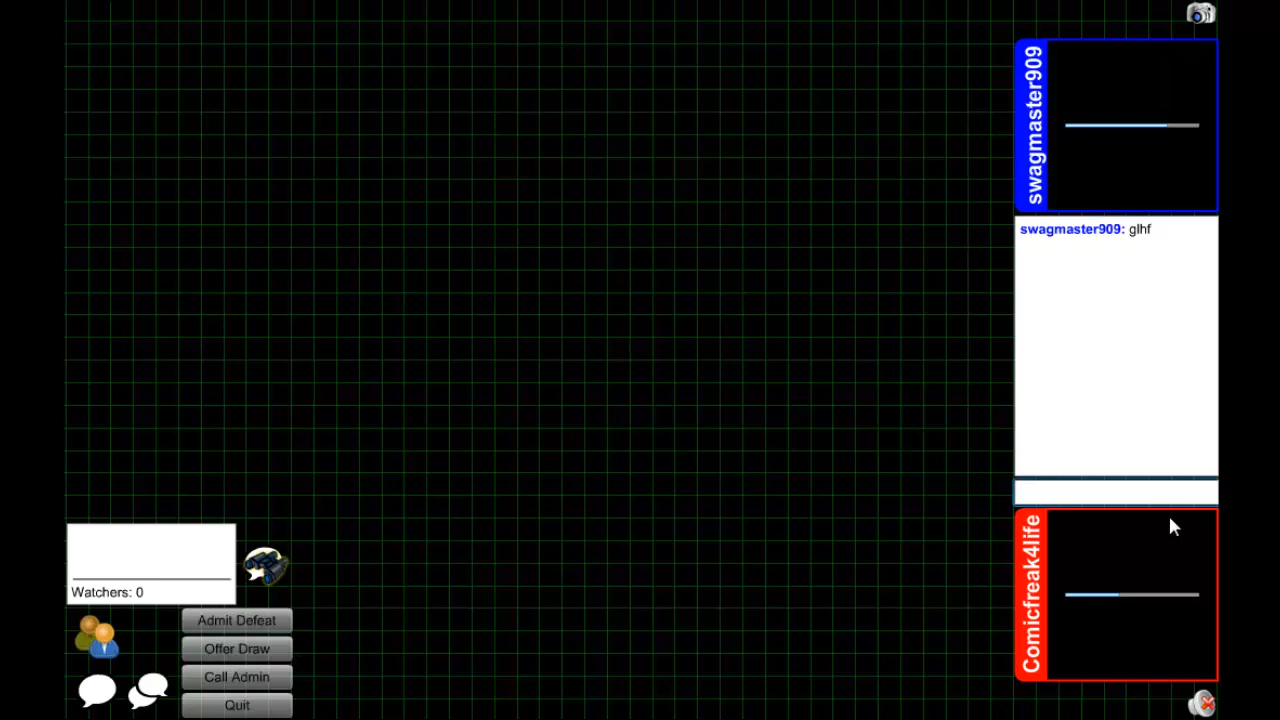 swagmaster909
swagmaster909: glhf
Comicfreak4life
Watchers: 0
Admit Defeat
Offer Draw
Call Admin
Quit